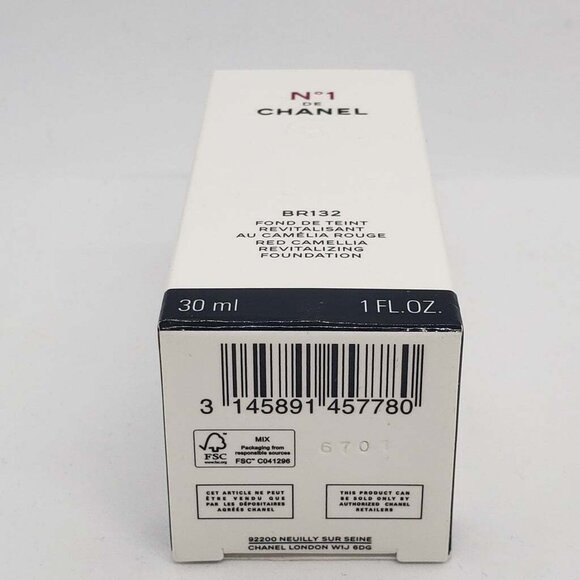 N°1
DE
CHANEL
BR132
FOND DE TEINT
REVITALISANT
AU CAMÉLIA ROUGE
RED CAMELLIA
REVITALIZING
FOUNDATION
30 ml 1 FL.OZ.
3 145891 457780
FSC
www.fsc.org
MIX
Packaging from
responsible sources
FSC™ C041296
CET ARTICLE NE PEUT
ÊTRE VENDU QUE
PAR LES DÉPOSITAIRES
AGRÉÉS CHANEL
THIS PRODUCT CAN
BE SOLD ONLY BY
AUTHORIZED CHANEL
RETAILERS
92200 NEUILLY SUR SEINE
CHANEL LONDON W1J 6DG